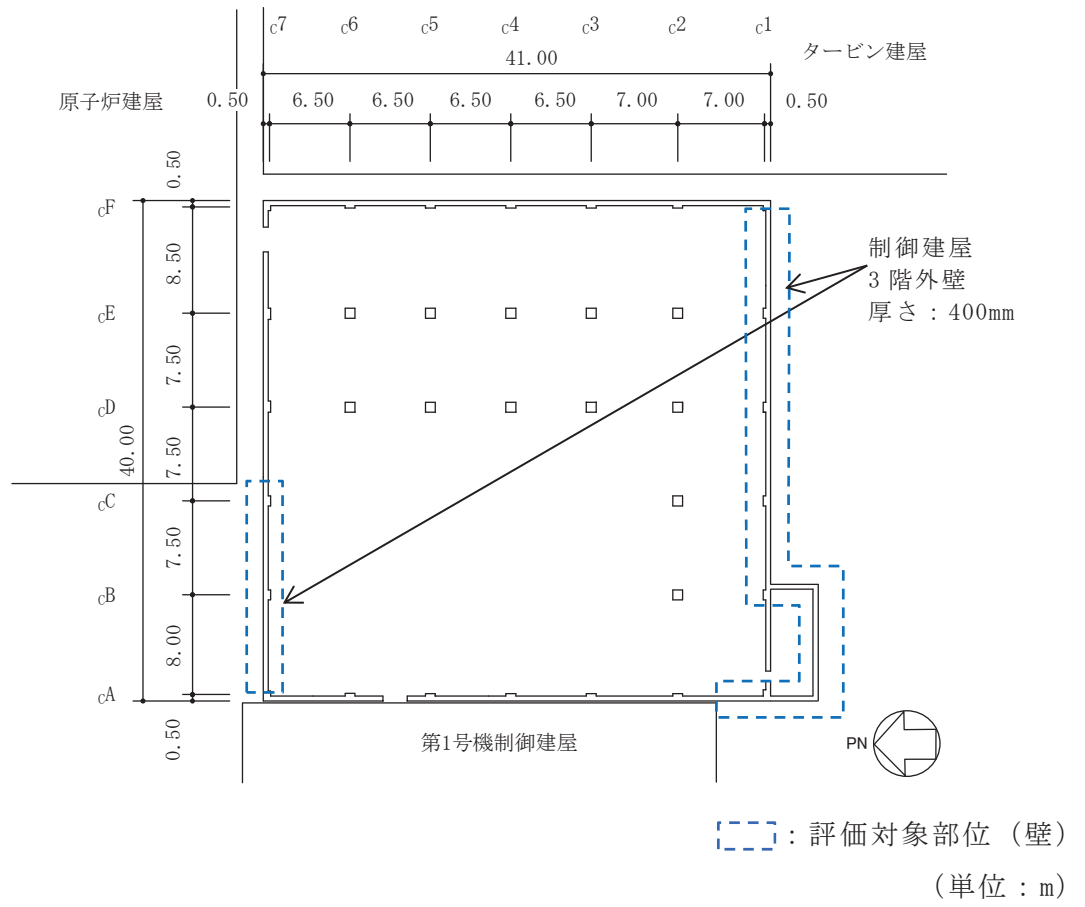 c7 c6 c5 c4 c3 c2 c1
タービン建屋
41.00
原子炉建屋
0.50 6.50 6.50 6.50 6.50 7.00 7.00 0.50
0.50
cF
8.50
制御建屋
3階外壁
厚さ：400mm
cE
7.50
cD
40.00
7.50
cC
7.50
cB
8.00
cA
0.50
第1号機制御建屋
PN
：評価対象部位（壁）
（単位：m）